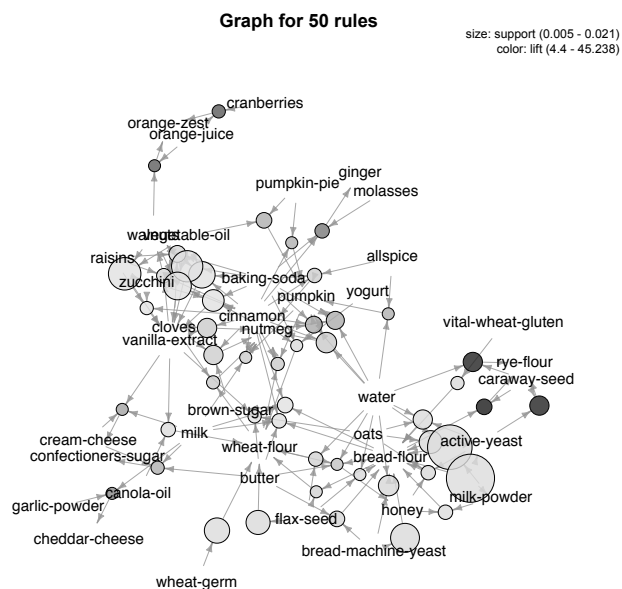 Graph for 50 rules
size: support (0.005 - 0.021)
color: lift (4.4 - 45.238)
cranberries
orange-zest
orange-juice
ginger
pumpkin-pie
molasses
walnuts
vegetable-oil
allspice
raisins
baking-soda
zucchini
yogurt
pumpkin
cinnamon
vital-wheat-gluten
cloves
nutmeg
vanilla-extract
rye-flour
caraway-seed
water
brown-sugar
milk
oats
cream-cheese
wheat-flour
active-yeast
confectioners-sugar
bread-flour
butter
canola-oil
milk-powder
garlic-powder
honey
flax-seed
cheddar-cheese
bread-machine-yeast
wheat-germ